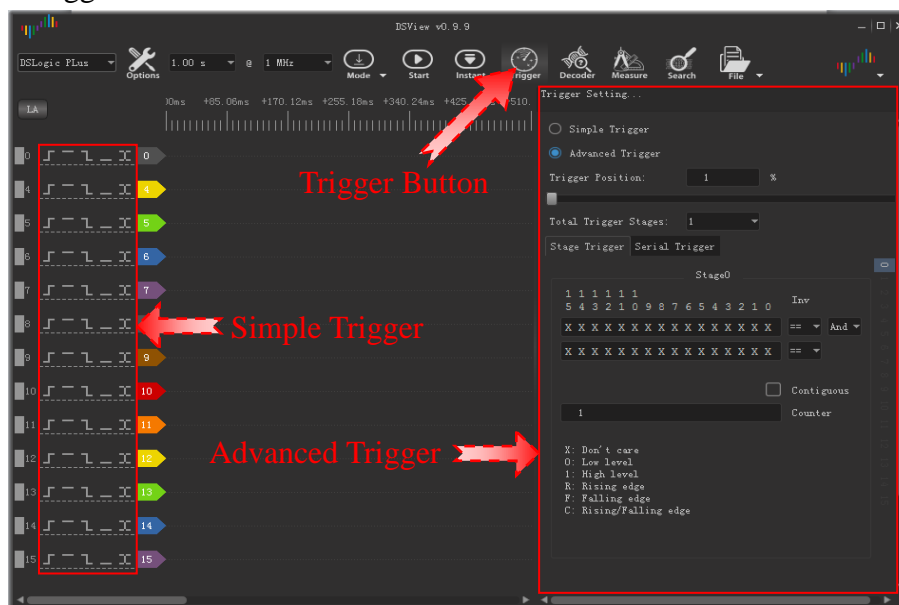 DSView v0.9.9
DSLogic PLus 1.00 s @ 1 MHz
Options Mode Start Instant Trigger Decoder Measure Search File
Trigger Setting...
LA
+85.06ms +170.12ms +255.18ms +340.24ms
Simple Trigger
Advanced Trigger
Trigger Position: 1 %
Total Trigger Stages: 1
Stage Trigger Serial Trigger
Stage0
1 1 1 1 1 1
5 4 3 2 1 0 9 8 7 6 5 4 3 2 1 0 Inv
X X X X X X X X X X X X X X X X == And
X X X X X X X X X X X X X X X X ==
Contiguous
1 Counter
X: Don't care
0: Low level
1: High level
R: Rising edge
F: Falling edge
C: Rising/Falling edge
Trigger Button
Simple Trigger
Advanced Trigger
0 0
4 4
5 5
6 6
7 7
8
9 9
10 10
11 11
12 12
13 13
14 14
15 15